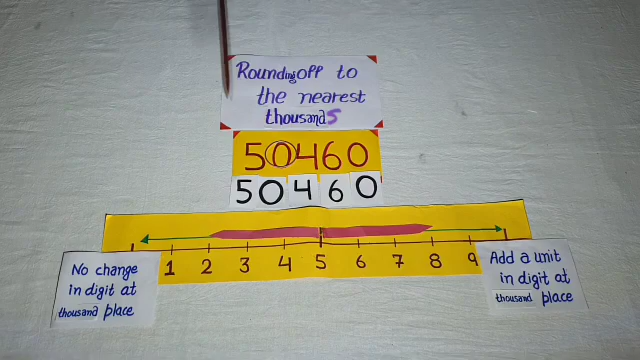 Rounding off to
the nearest
thousands
50460
50460
1 2 3 4 5 6 7 8 9
No change
in digit at
thousand place
Add a unit
in digit at
thousand place